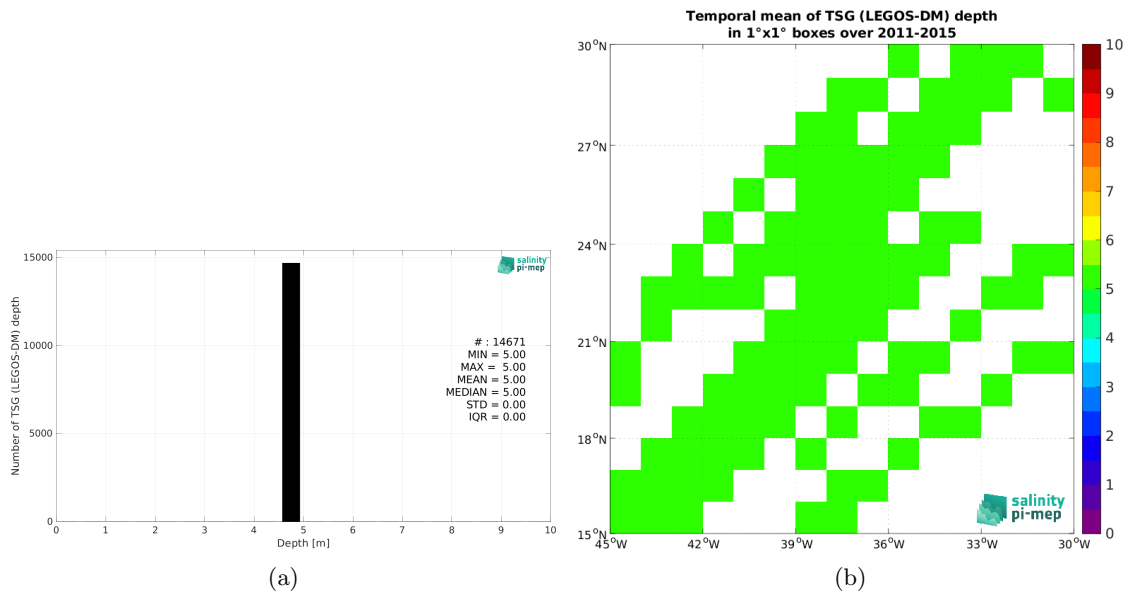 Temporal mean of TSG (LEGOS-DM) depth
in 1°x1° boxes over 2011-2015
Number of TSG (LEGOS-DM) depth
15000
10000
5000
0
salinity
pi-mep
# : 14671
MIN = 5.00
MAX = 5.00
MEAN = 5.00
MEDIAN = 5.00
STD = 0.00
IQR = 0.00
0 1 2 3 4 5 6 7 8 9 10
Depth [m]
(a)
30°N
27°N
24°N
21°N
18°N
15°N
45°W 42°W 39°W 36°W 33°W 30°W
salinity
pi-mep
10
9
8
7
6
5
4
3
2
1
0
(b)